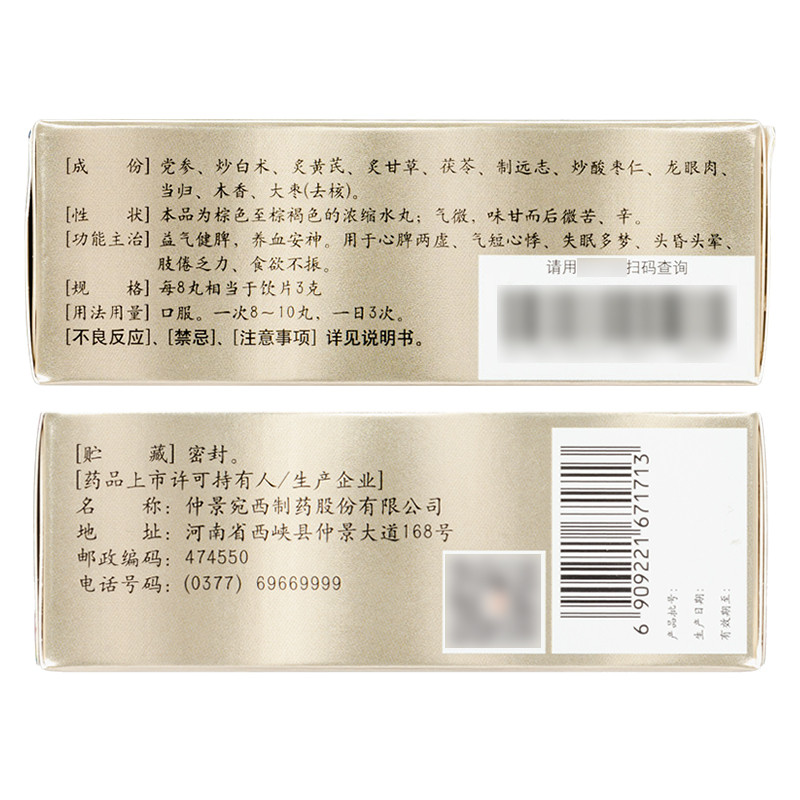 [成　份] 党参、炒白术、炙黄芪、炙甘草、茯苓、制远志、炒酸枣仁、龙眼肉、
当归、木香、大枣(去核)。
[性　状] 本品为棕色至棕褐色的浓缩水丸；气微，味甘而后微苦、辛。
[功能主治] 益气健脾，养血安神。用于心脾两虚、气短心悸、失眠多梦、头昏头晕、
肢倦乏力、食欲不振。
[规　格] 每8丸相当于饮片3克
[用法用量] 口服。一次8～10丸，一日3次。
[不良反应]、[禁忌]、[注意事项] 详见说明书。
请用 扫码查询
[贮　藏] 密封。
[药品上市许可持有人/生产企业]
名　称：仲景宛西制药股份有限公司
地　址：河南省西峡县仲景大道168号
邮政编码：474550
电话号码：(0377) 69669999
6 909221 671713
产品批号：
生产日期：
有效期至：